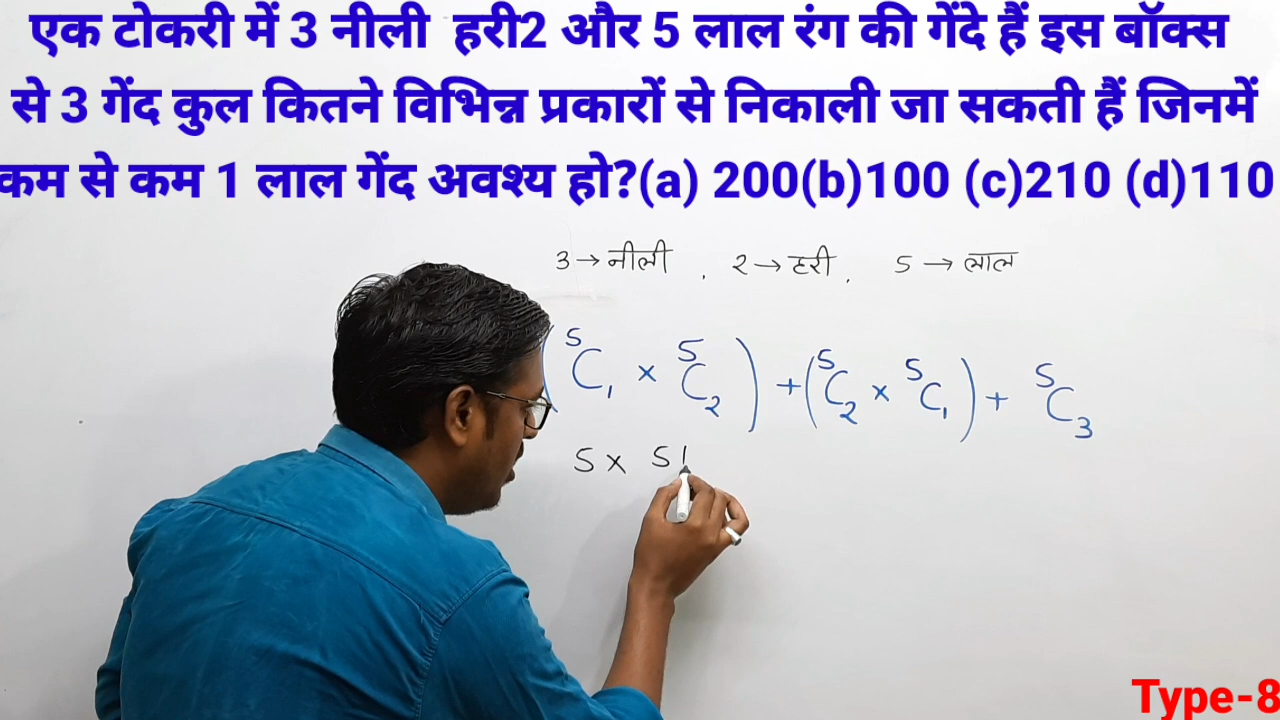 एक टोकरी में 3 नीली हरी2 और 5 लाल रंग की गेंदे हैं इस बॉक्स
से 3 गेंद कुल कितने विभिन्न प्रकारों से निकाली जा सकती हैं जिनमें
कम से कम 1 लाल गेंद अवश्य हो?(a) 200(b)100 (c)210 (d)110
3 → नीली , 2 → हरी , 5 → लाल
(⁵C₁ × ⁵C₂) + (⁵C₂ × ⁵C₁) + ⁵C₃
5 × 5!
Type-8